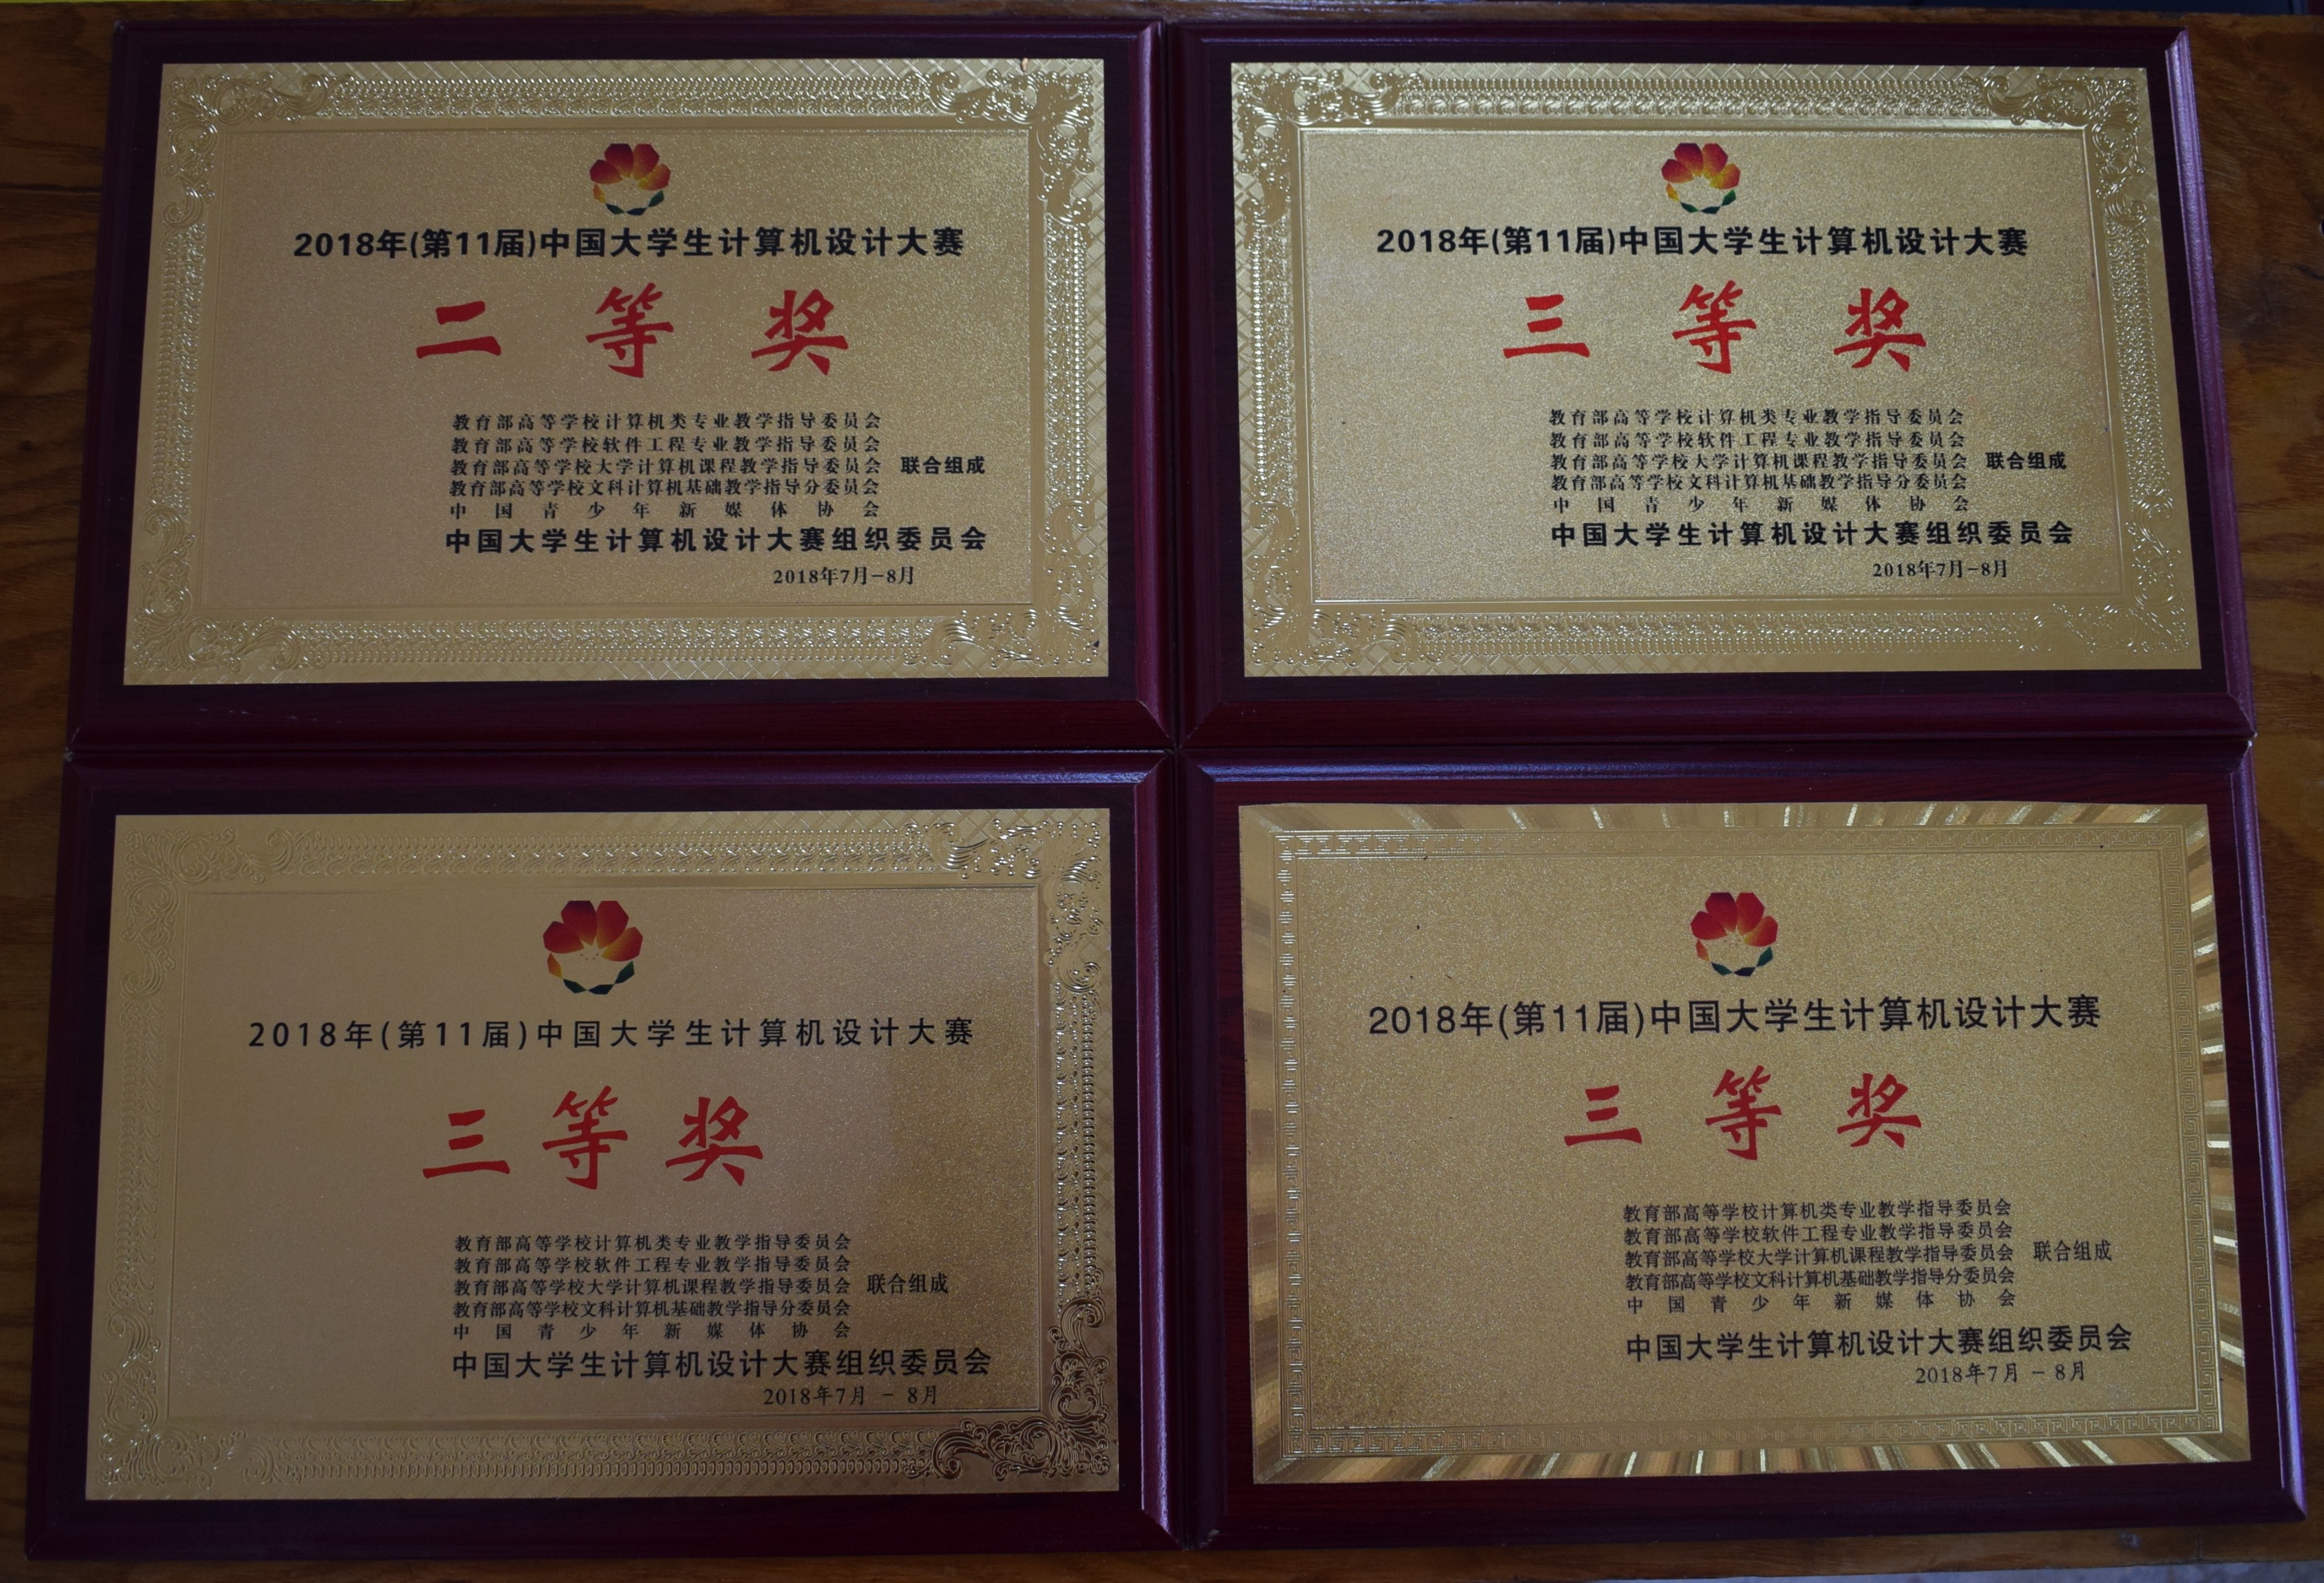 2018年(第11届)中国大学生计算机设计大赛
二等奖
教育部高等学校计算机类专业教学指导委员会
教育部高等学校软件工程专业教学指导委员会
教育部高等学校大学计算机课程教学指导委员会 联合组成
教育部高等学校文科计算机基础教学指导分委员会
中国青少年新媒体协会
中国大学生计算机设计大赛组织委员会
2018年7月-8月
2018年(第11届)中国大学生计算机设计大赛
三等奖
教育部高等学校计算机类专业教学指导委员会
教育部高等学校软件工程专业教学指导委员会
教育部高等学校大学计算机课程教学指导委员会 联合组成
教育部高等学校文科计算机基础教学指导分委员会
中国青少年新媒体协会
中国大学生计算机设计大赛组织委员会
2018年7月-8月
2018年(第11届)中国大学生计算机设计大赛
三等奖
教育部高等学校计算机类专业教学指导委员会
教育部高等学校软件工程专业教学指导委员会
教育部高等学校大学计算机课程教学指导委员会 联合组成
教育部高等学校文科计算机基础教学指导分委员会
中国青少年新媒体协会
中国大学生计算机设计大赛组织委员会
2018年7月 - 8月
2018年(第11届)中国大学生计算机设计大赛
三等奖
教育部高等学校计算机类专业教学指导委员会
教育部高等学校软件工程专业教学指导委员会
教育部高等学校大学计算机课程教学指导委员会 联合组成
教育部高等学校文科计算机基础教学指导分委员会
中国青少年新媒体协会
中国大学生计算机设计大赛组织委员会
2018年7月 - 8月